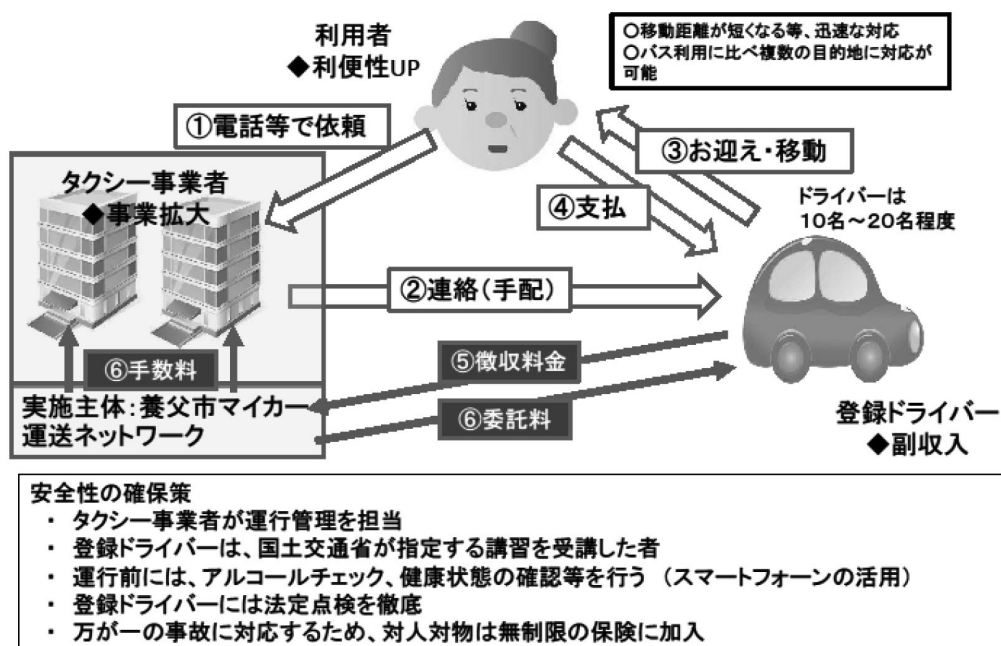 利用者
◆利便性UP
○移動距離が短くなる等、迅速な対応
○バス利用に比べ複数の目的地に対応が
可能
①電話等で依頼
③お迎え・移動
タクシー事業者
◆事業拡大
④支払
ドライバーは
10名～20名程度
②連絡(手配)
⑥手数料
⑤徴収料金
実施主体:養父市マイカー
運送ネットワーク
⑥委託料
登録ドライバー
◆副収入
安全性の確保策
・ タクシー事業者が運行管理を担当
・ 登録ドライバーは、国土交通省が指定する講習を受講した者
・ 運行前には、アルコールチェック、健康状態の確認等を行う (スマートフォーンの活用)
・ 登録ドライバーには法定点検を徹底
・ 万が一の事故に対応するため、対人対物は無制限の保険に加入